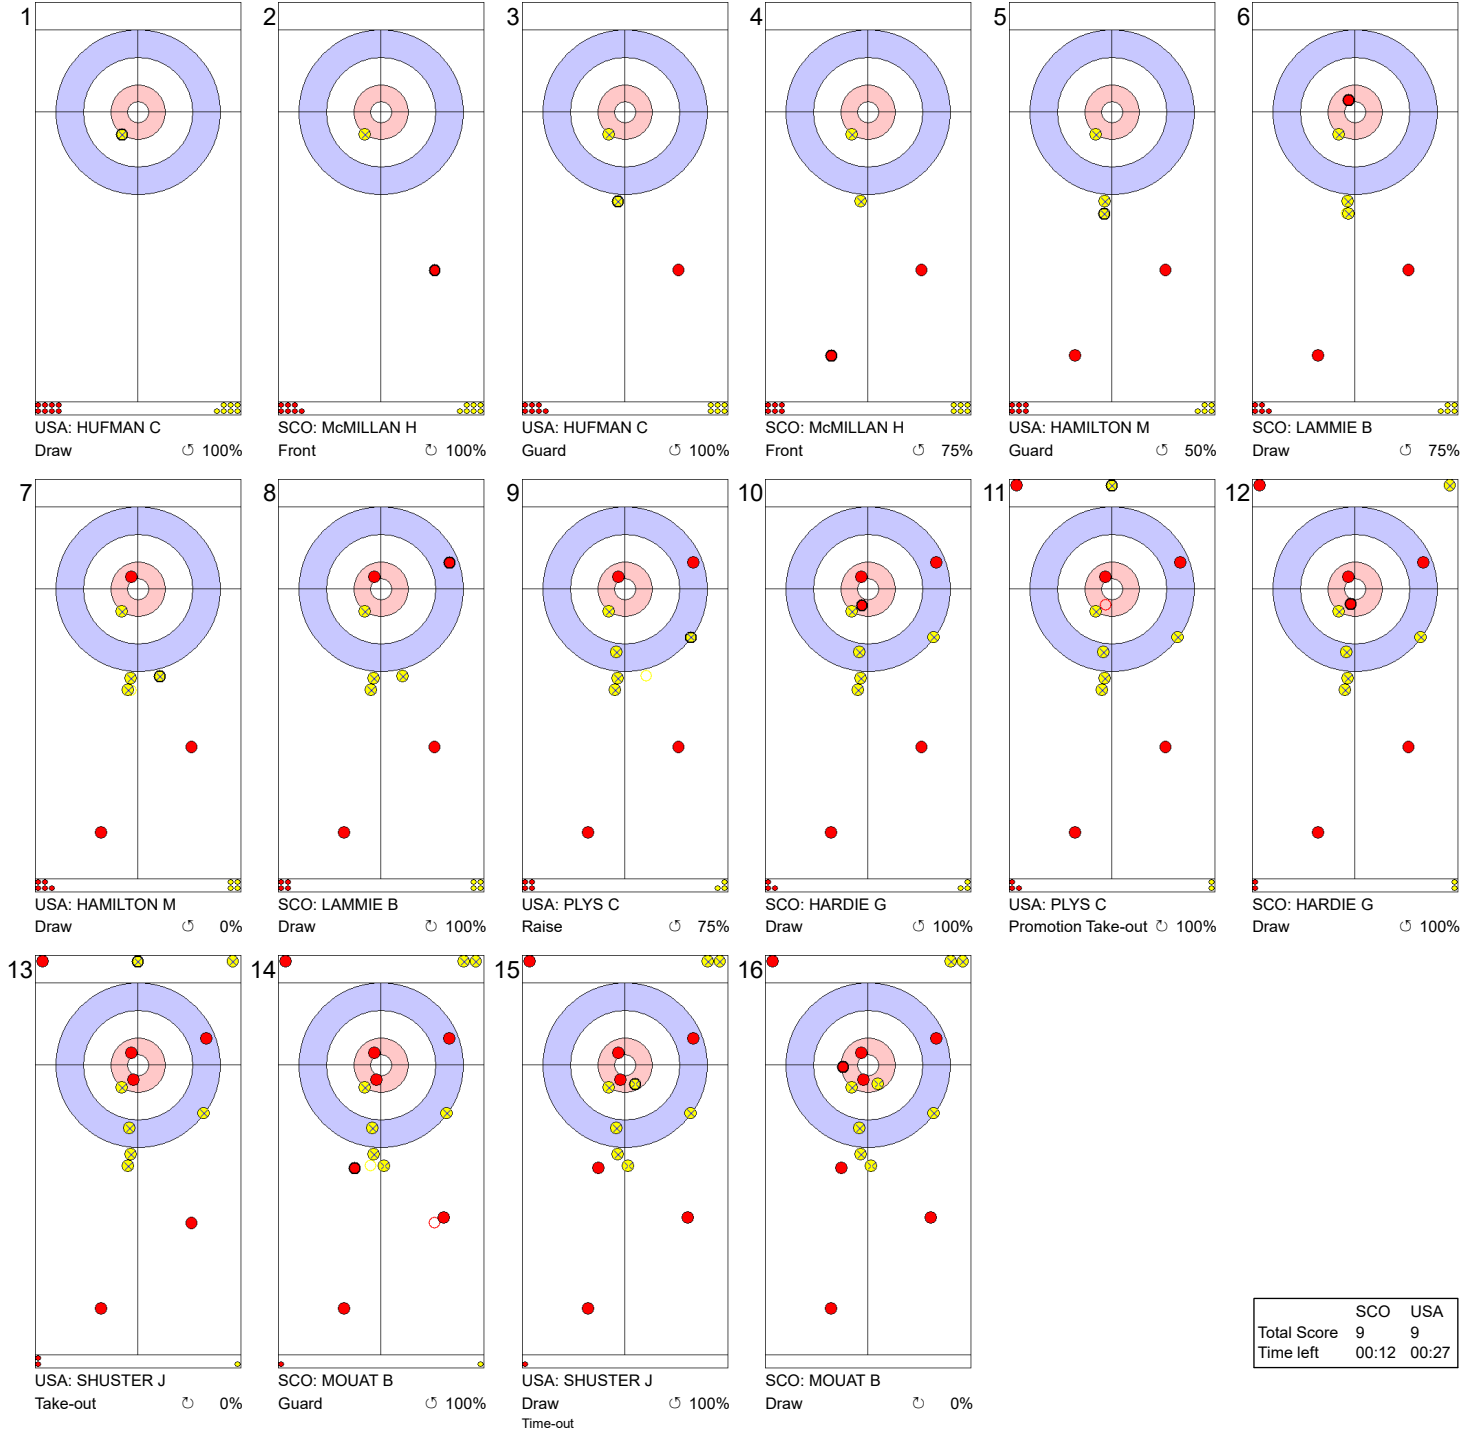 1
2
3
4
5
6
USA: HUFMAN C
Draw ↺ 100%
SCO: McMILLAN H
Front ↻ 100%
USA: HUFMAN C
Guard ↺ 100%
SCO: McMILLAN H
Front ↺ 75%
USA: HAMILTON M
Guard ↺ 50%
SCO: LAMMIE B
Draw ↺ 75%
7
8
9
10
11
12
USA: HAMILTON M
Draw ↺ 0%
SCO: LAMMIE B
Draw ↻ 100%
USA: PLYS C
Raise ↺ 75%
SCO: HARDIE G
Draw ↺ 100%
USA: PLYS C
Promotion Take-out ↻ 100%
SCO: HARDIE G
Draw ↺ 100%
13
14
15
16
USA: SHUSTER J
Take-out ↻ 0%
SCO: MOUAT B
Guard ↺ 100%
USA: SHUSTER J
Draw ↺ 100%
Time-out
SCO: MOUAT B
Draw ↺ 0%
SCO USA
Total Score 9 9
Time left 00:12 00:27